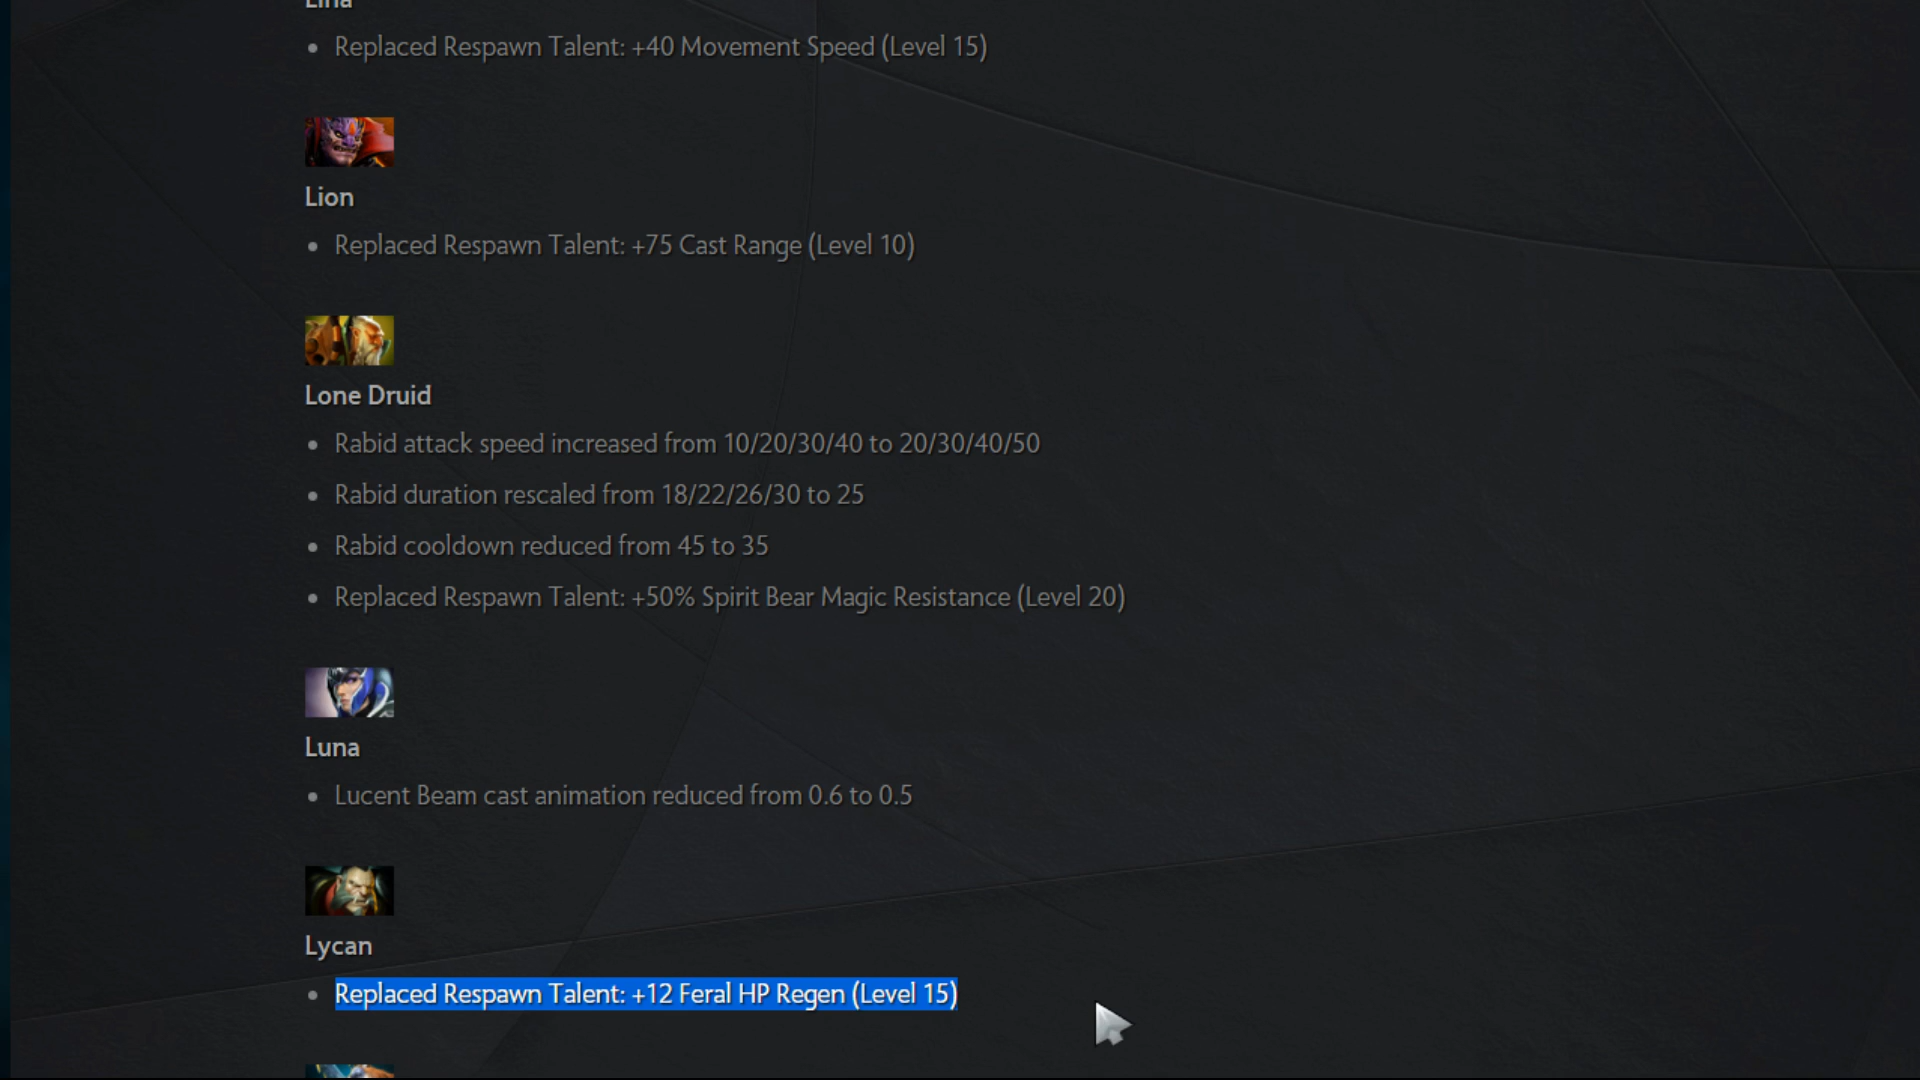 Lina
Replaced Respawn Talent: +40 Movement Speed (Level 15)
Lion
Replaced Respawn Talent: +75 Cast Range (Level 10)
Lone Druid
Rabid attack speed increased from 10/20/30/40 to 20/30/40/50
Rabid duration rescaled from 18/22/26/30 to 25
Rabid cooldown reduced from 45 to 35
Replaced Respawn Talent: +50% Spirit Bear Magic Resistance (Level 20)
Luna
Lucent Beam cast animation reduced from 0.6 to 0.5
Lycan
Replaced Respawn Talent: +12 Feral HP Regen (Level 15)